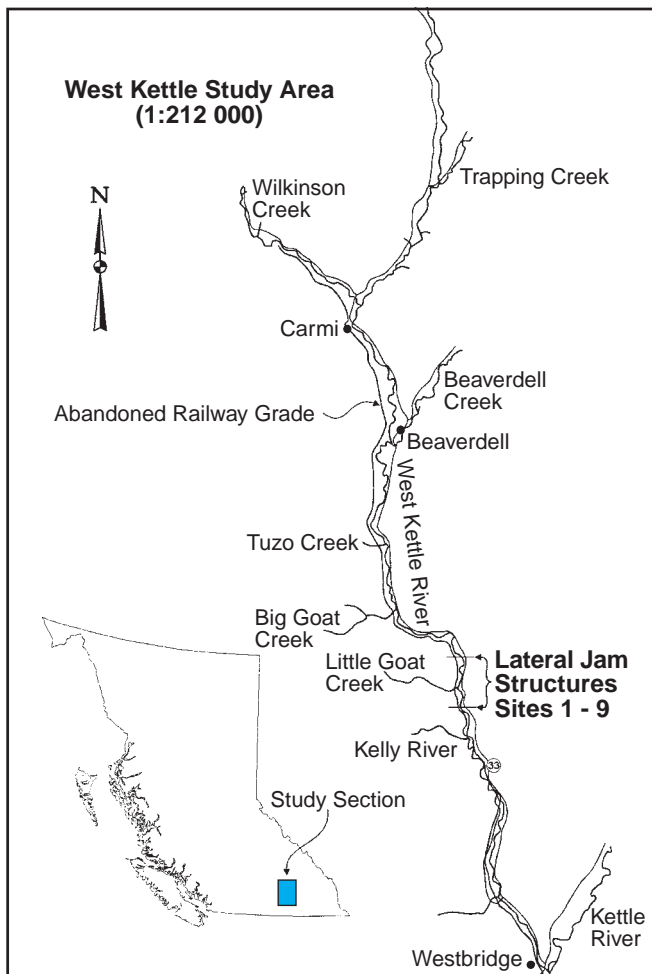 West Kettle Study Area
(1:212 000)
N
Wilkinson
Creek
Trapping Creek
Carmi
Beaverdell
Creek
Abandoned Railway Grade
Beaverdell
West Kettle River
Tuzo Creek
Big Goat
Creek
Little Goat
Creek
Lateral Jam
Structures
Sites 1 - 9
Kelly River
33
Study Section
Kettle
River
Westbridge